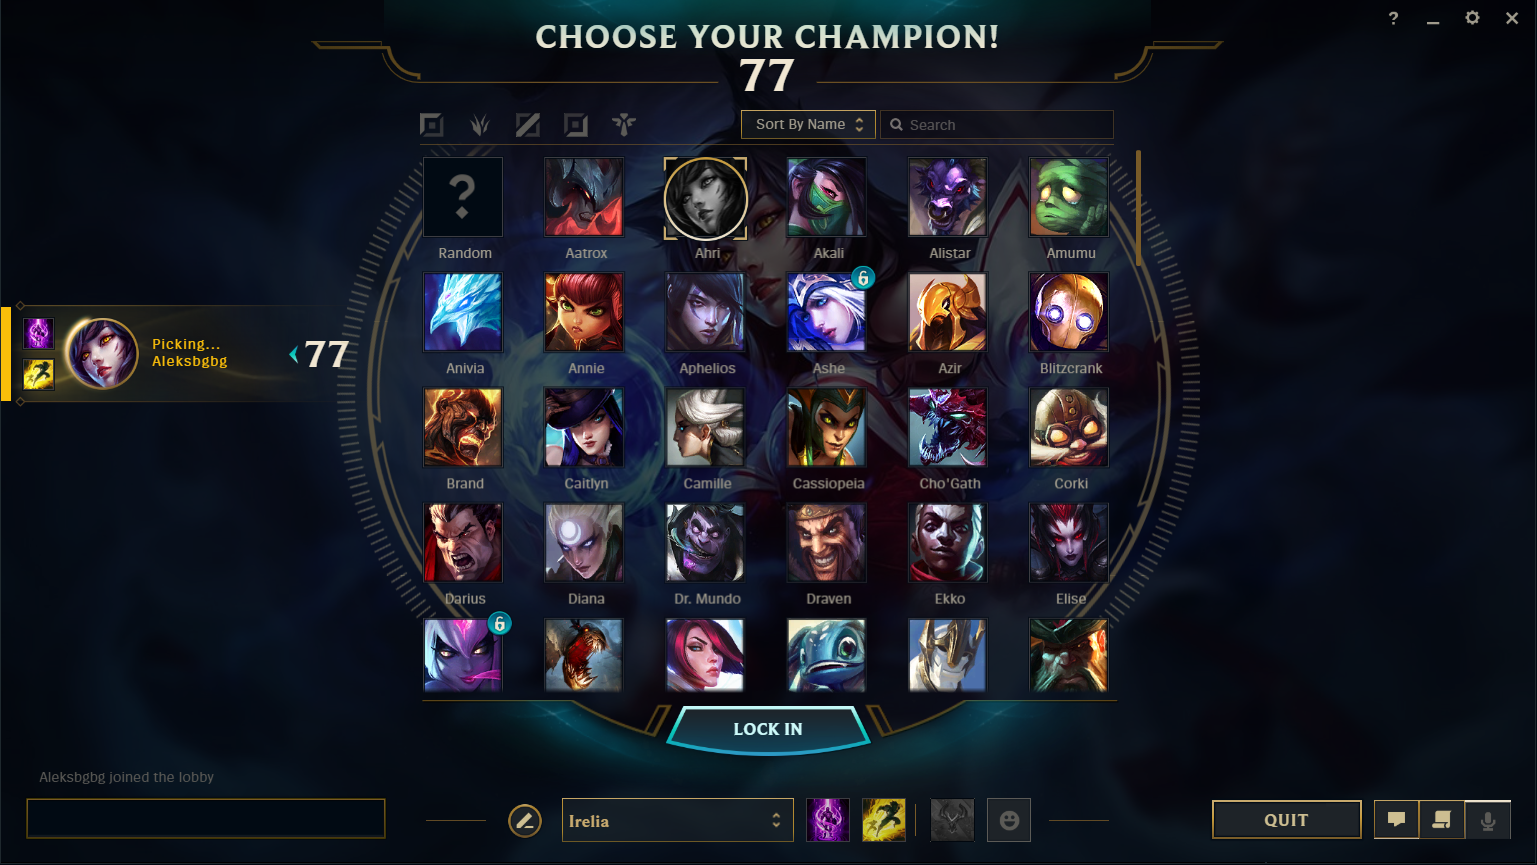 CHOOSE YOUR CHAMPION!
77
?
Sort By Name
Search
?
Random
Aatrox
Ahri
Akali
Alistar
Amumu
6
Anivia
Annie
Aphelios
Ashe
Azir
Blitzcrank
Picking...
Aleksbgbg
77
Brand
Caitlyn
Camille
Cassiopeia
Cho'Gath
Corki
Darius
Diana
Dr. Mundo
Draven
Ekko
Elise
6
LOCK IN
Aleksbgbg joined the lobby
Irelia
QUIT